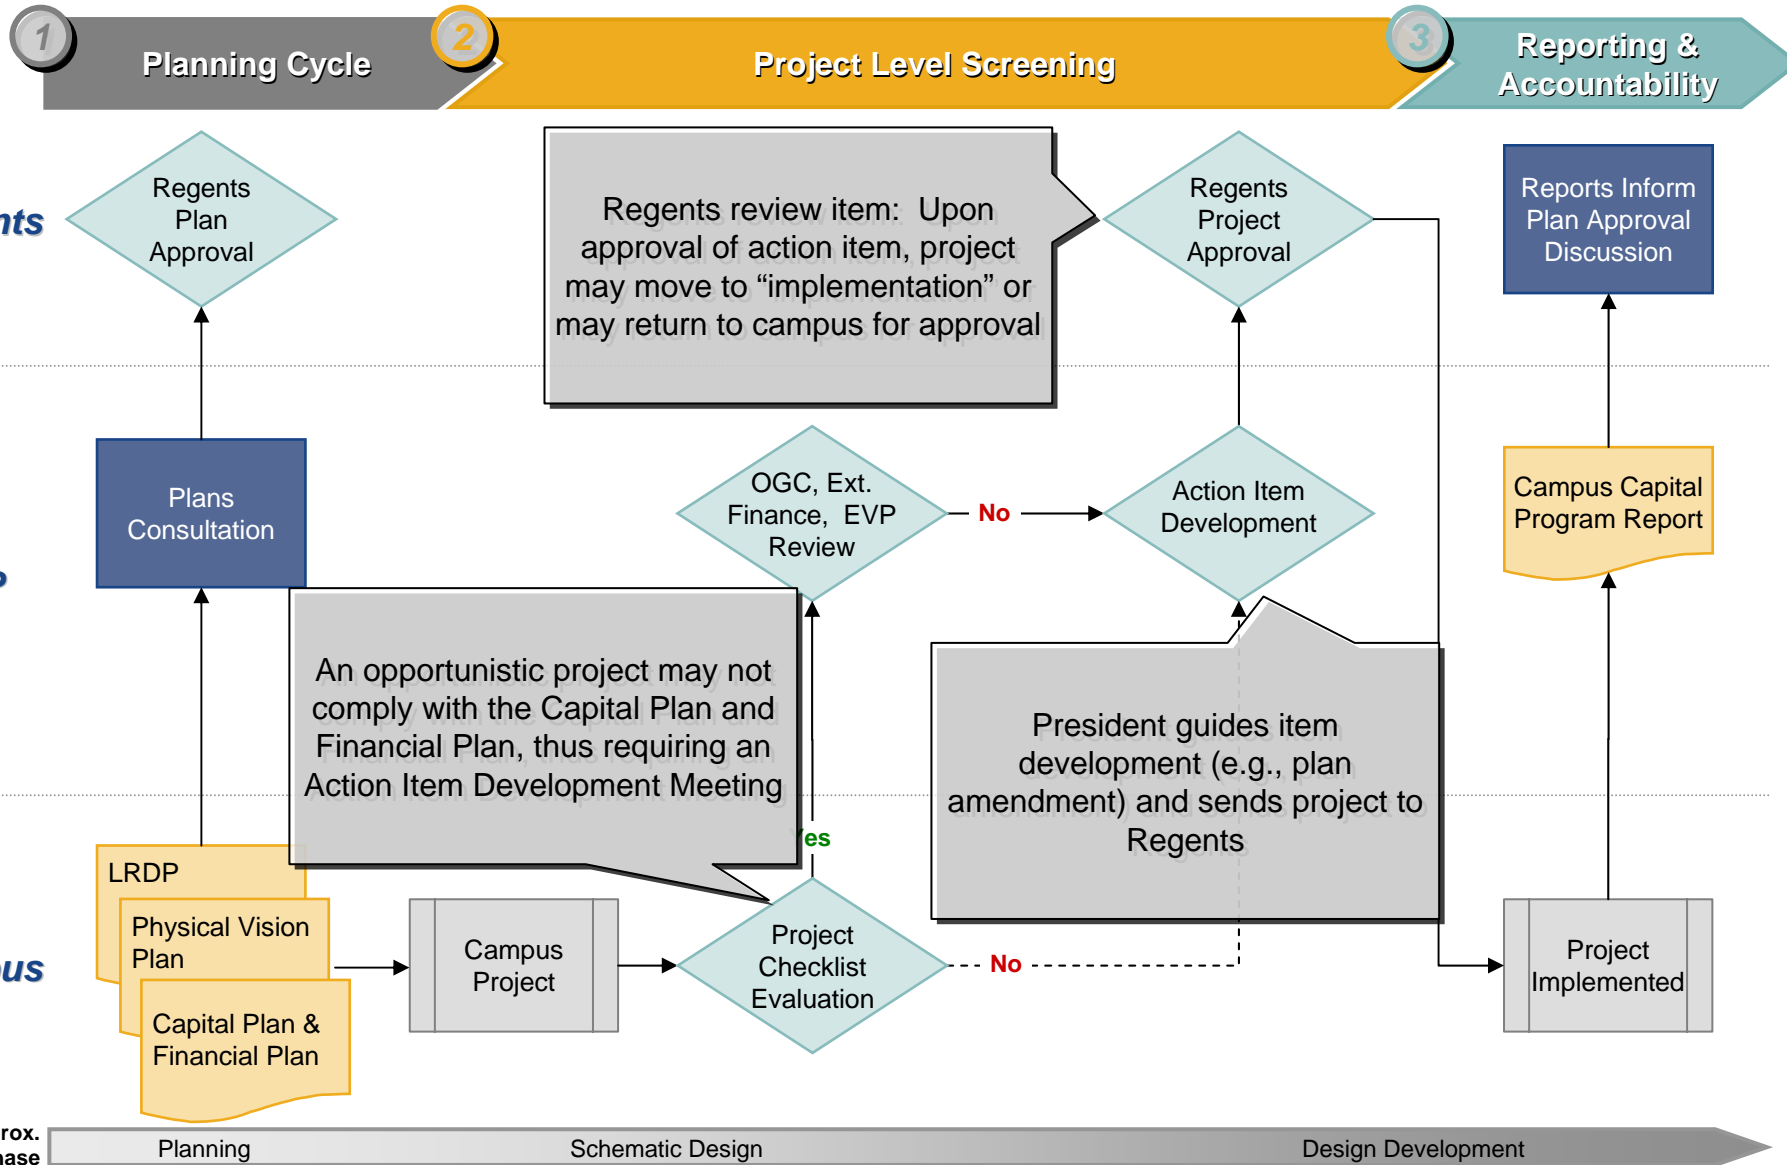 1
Planning Cycle
2
Project Level Screening
3
Reporting &
Accountability
Regents
Plan
Approval
Regents review item: Upon
approval of action item, project
may move to “implementation” or
may return to campus for approval
Regents
Project
Approval
Reports Inform
Plan Approval
Discussion
nts
Plans
Consultation
OGC, Ext.
Finance, EVP
Review
No
Action Item
Development
Campus Capital
Program Report
P
An opportunistic project may not
comply with the Capital Plan and
Financial Plan, thus requiring an
Action Item Development Meeting
President guides item
development (e.g., plan
amendment) and sends project to
Regents
Yes
LRDP
Physical Vision
Plan
Capital Plan &
Financial Plan
Campus
Project
Project
Checklist
Evaluation
No
Project
Implemented
pus
rox.
hase
Planning
Schematic Design
Design Development